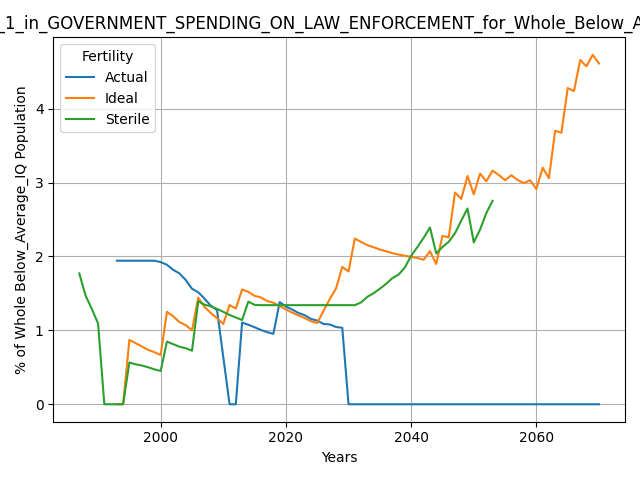 _1_in_GOVERNMENT_SPENDING_ON_LAW_ENFORCEMENT_for_Whole_Below_A
Fertility
Actual
Ideal
Sterile
% of Whole Below_Average_IQ Population
4
3
2
1
0
2000 2020 2040 2060
Years